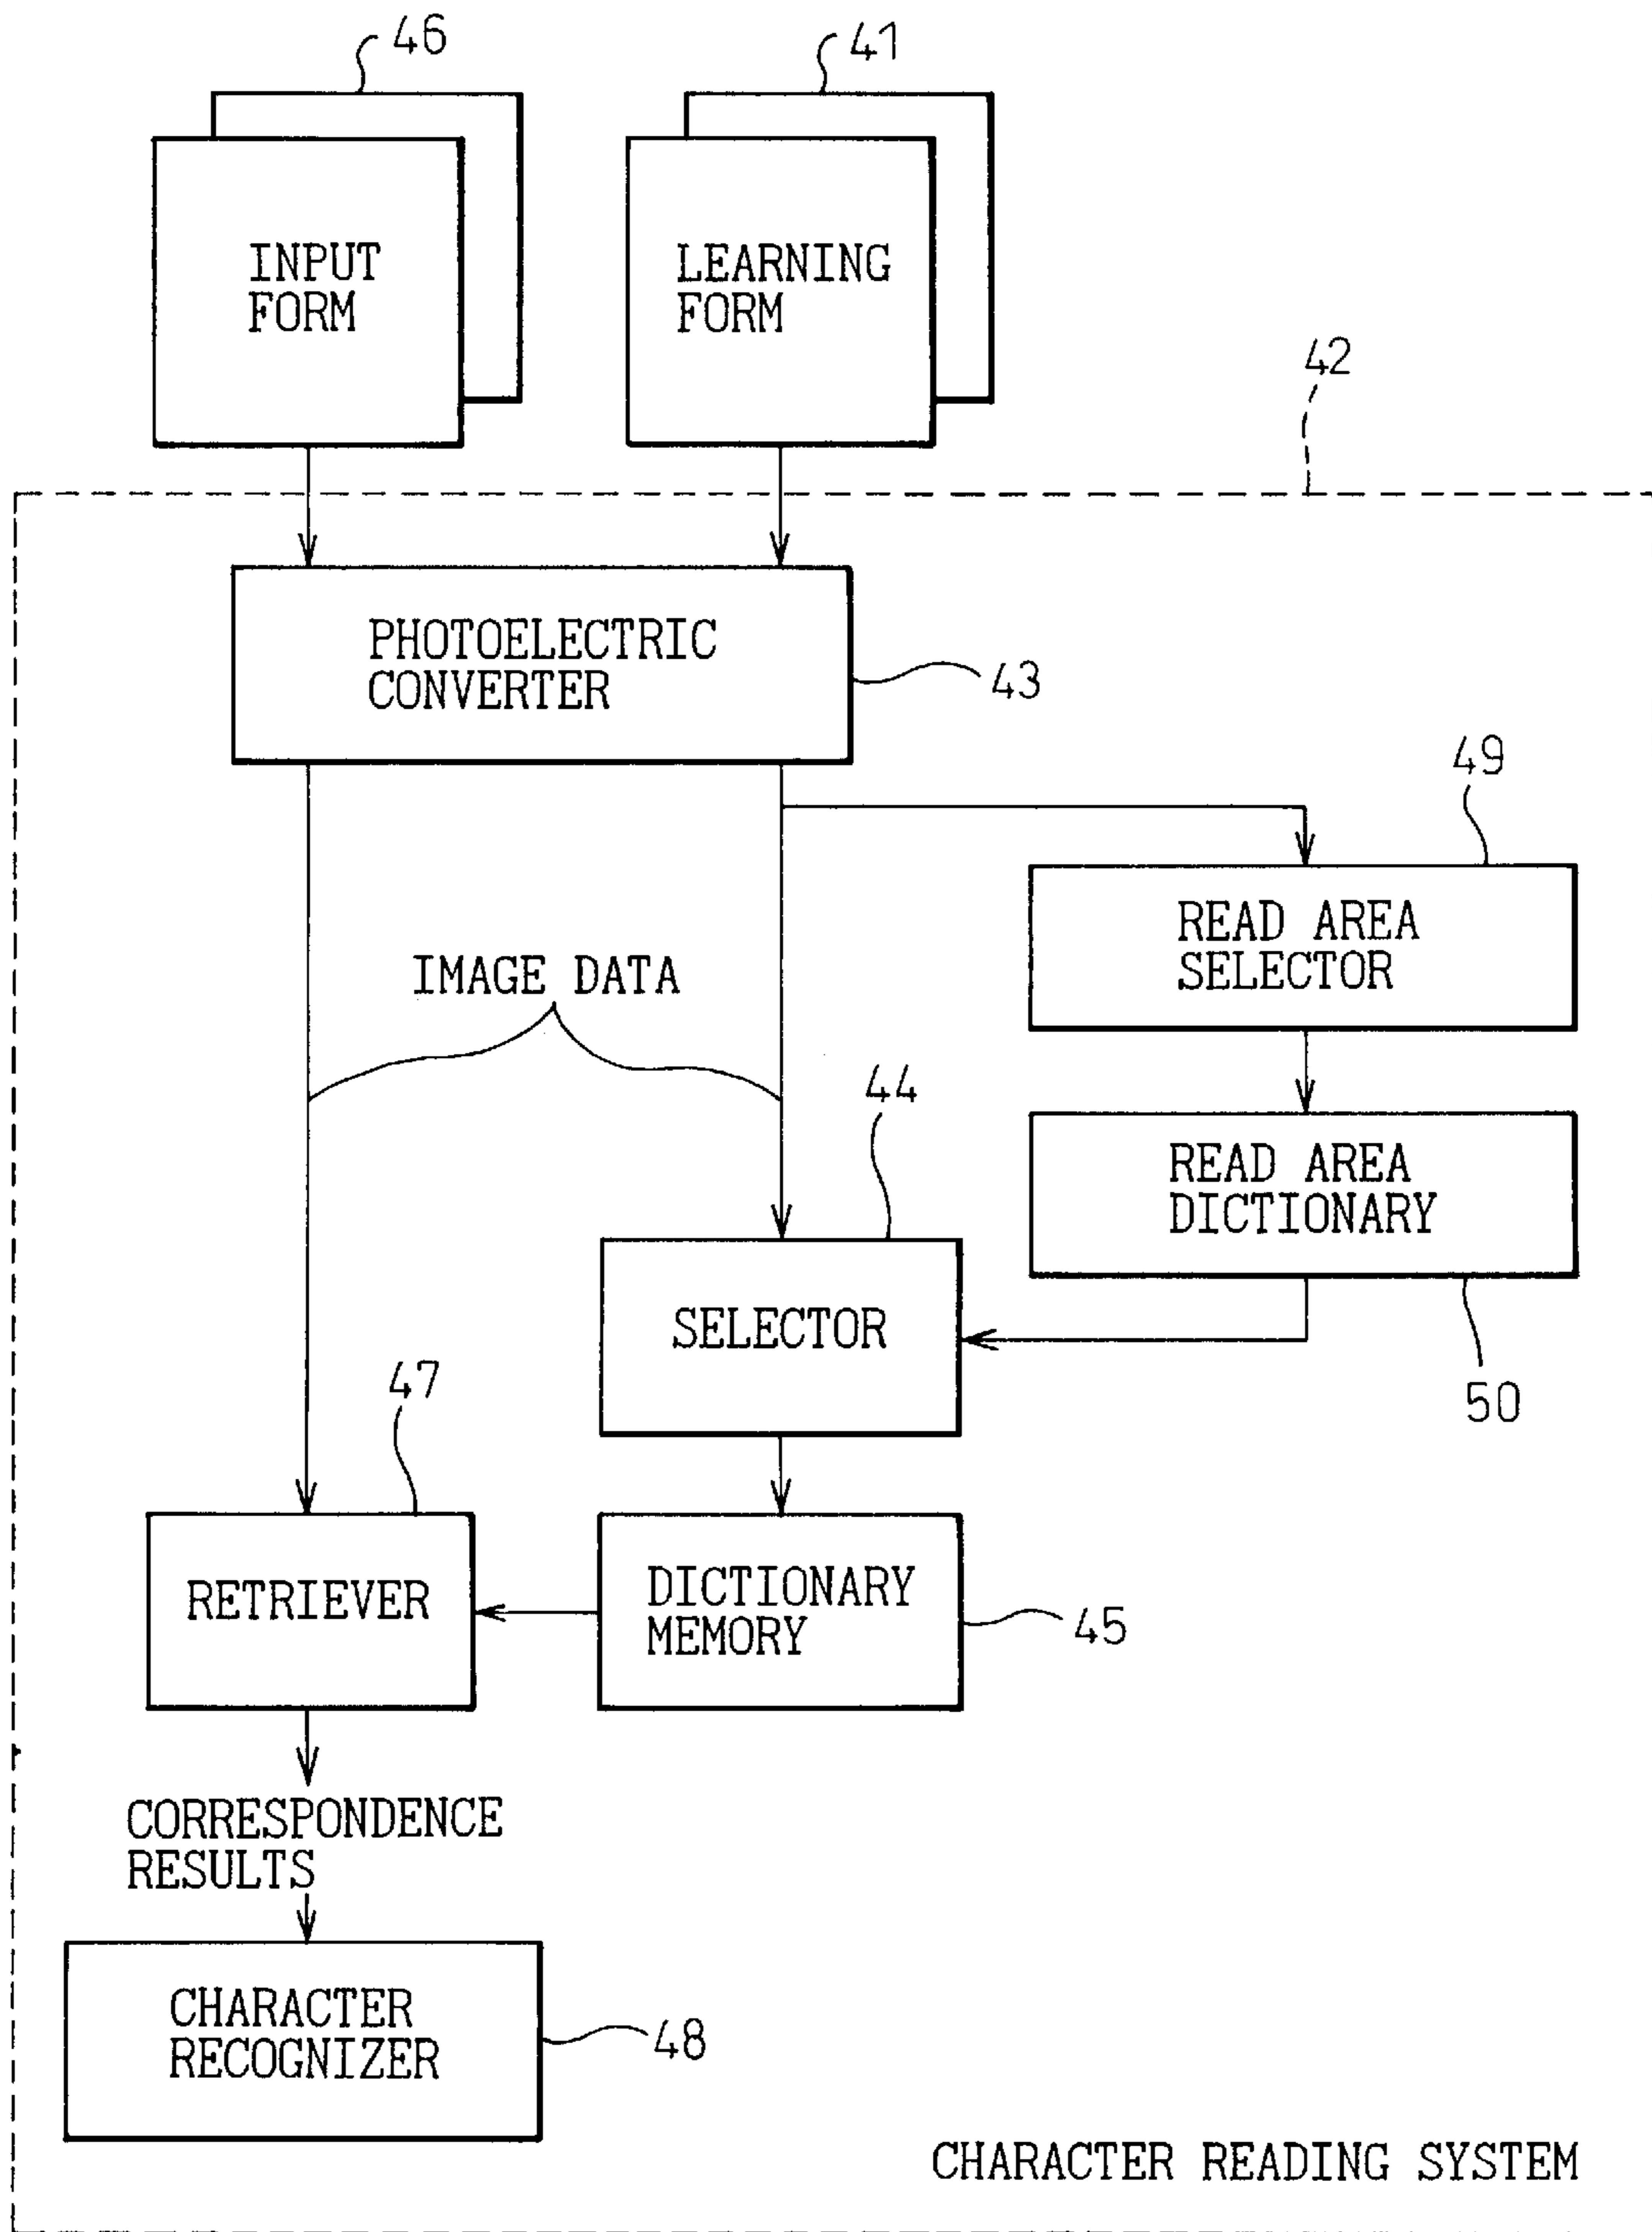 46
41
INPUT
FORM
LEARNING
FORM
42
PHOTOELECTRIC
CONVERTER
43
49
READ AREA
SELECTOR
IMAGE DATA
44
READ AREA
DICTIONARY
SELECTOR
47
50
RETRIEVER
DICTIONARY
MEMORY
45
CORRESPONDENCE
RESULTS
CHARACTER
RECOGNIZER
48
CHARACTER READING SYSTEM